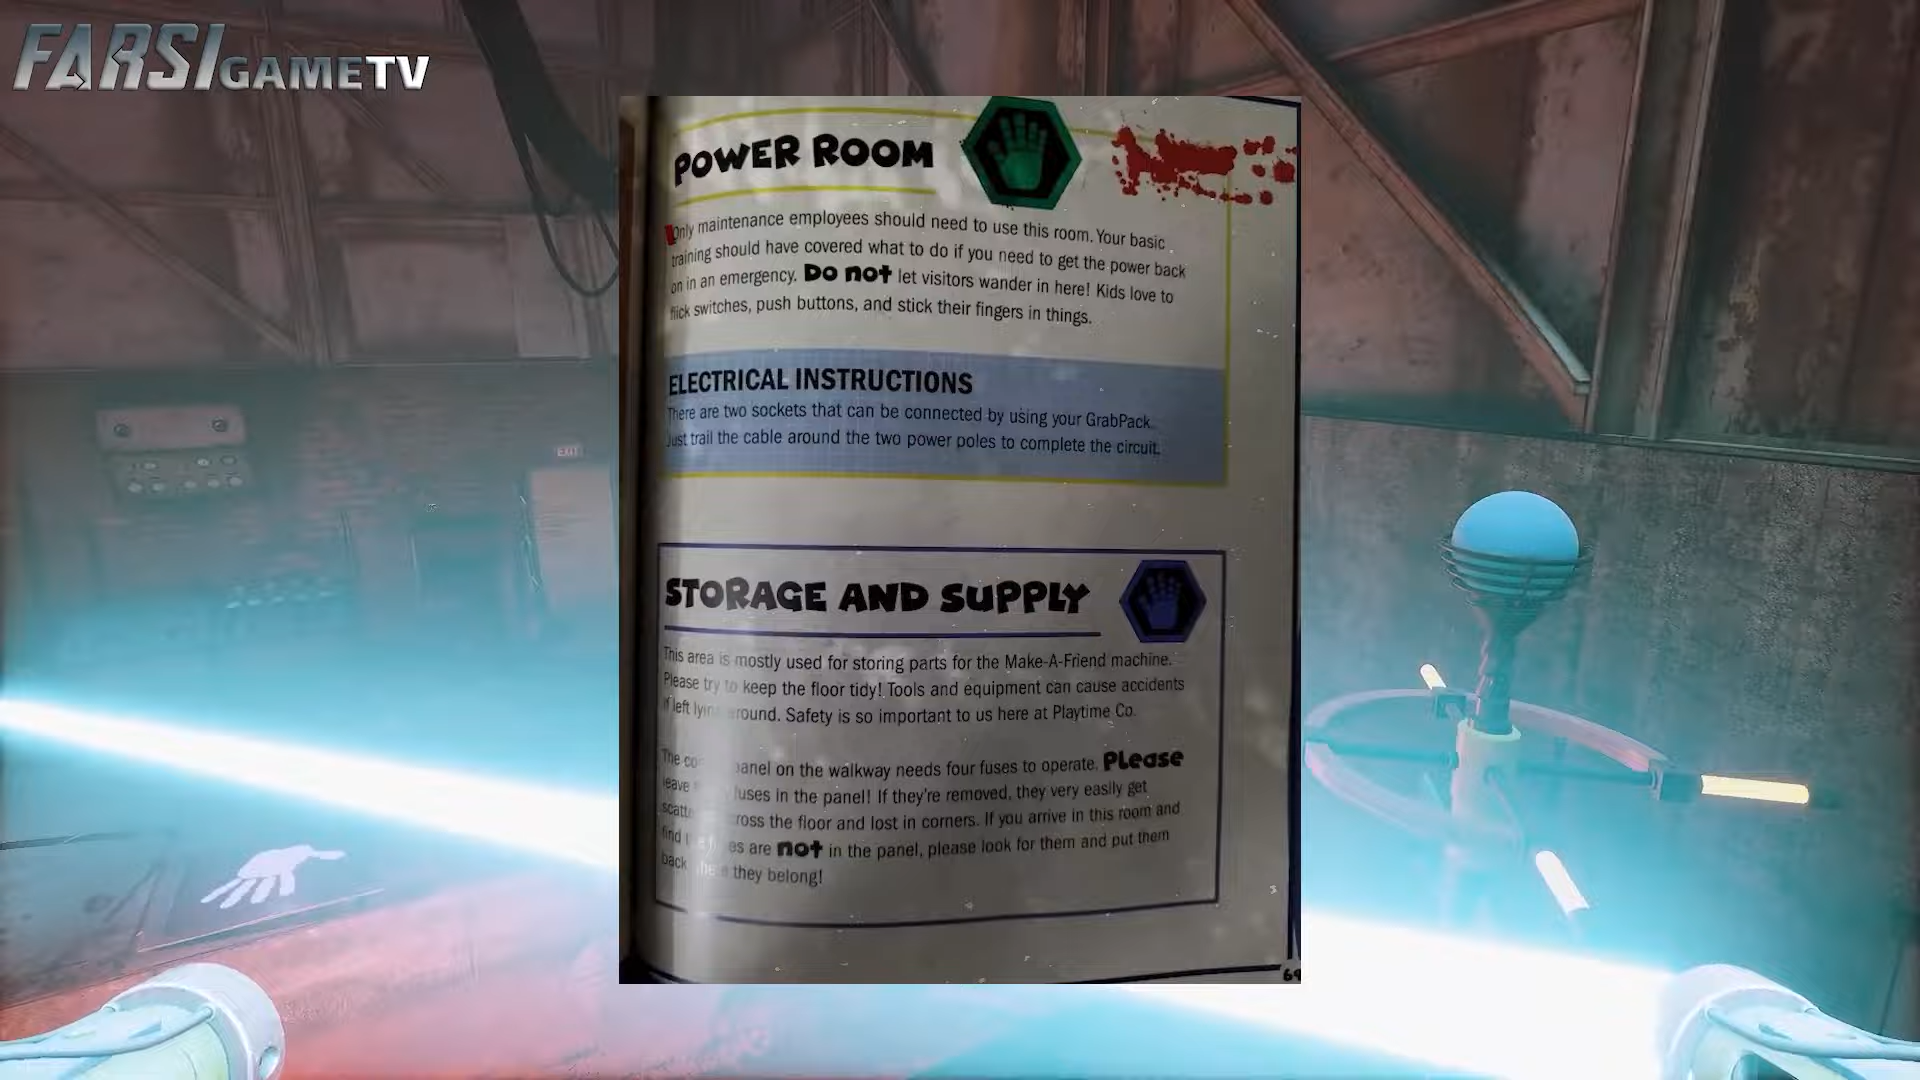 FARSIGAMETV
EXIT
POWER ROOM
Only maintenance employees should need to use this room. Your basic
training should have covered what to do if you need to get the power back
on in an emergency. Do not let visitors wander in here! Kids love to
flick switches, push buttons, and stick their fingers in things.
ELECTRICAL INSTRUCTIONS
There are two sockets that can be connected by using your GrabPack.
Just trail the cable around the two power poles to complete the circuit.
STORAGE AND SUPPLY
This area is mostly used for storing parts for the Make-A-Friend machine.
Please try to keep the floor tidy! Tools and equipment can cause accidents
if left lying around. Safety is so important to us here at Playtime Co.
The panel on the walkway needs four fuses to operate. Please
leave fuses in the panel! If they're removed, they very easily get
across the floor and lost in corners. If you arrive in this room and
find are not in the panel, please look for them and put them
back they belong!